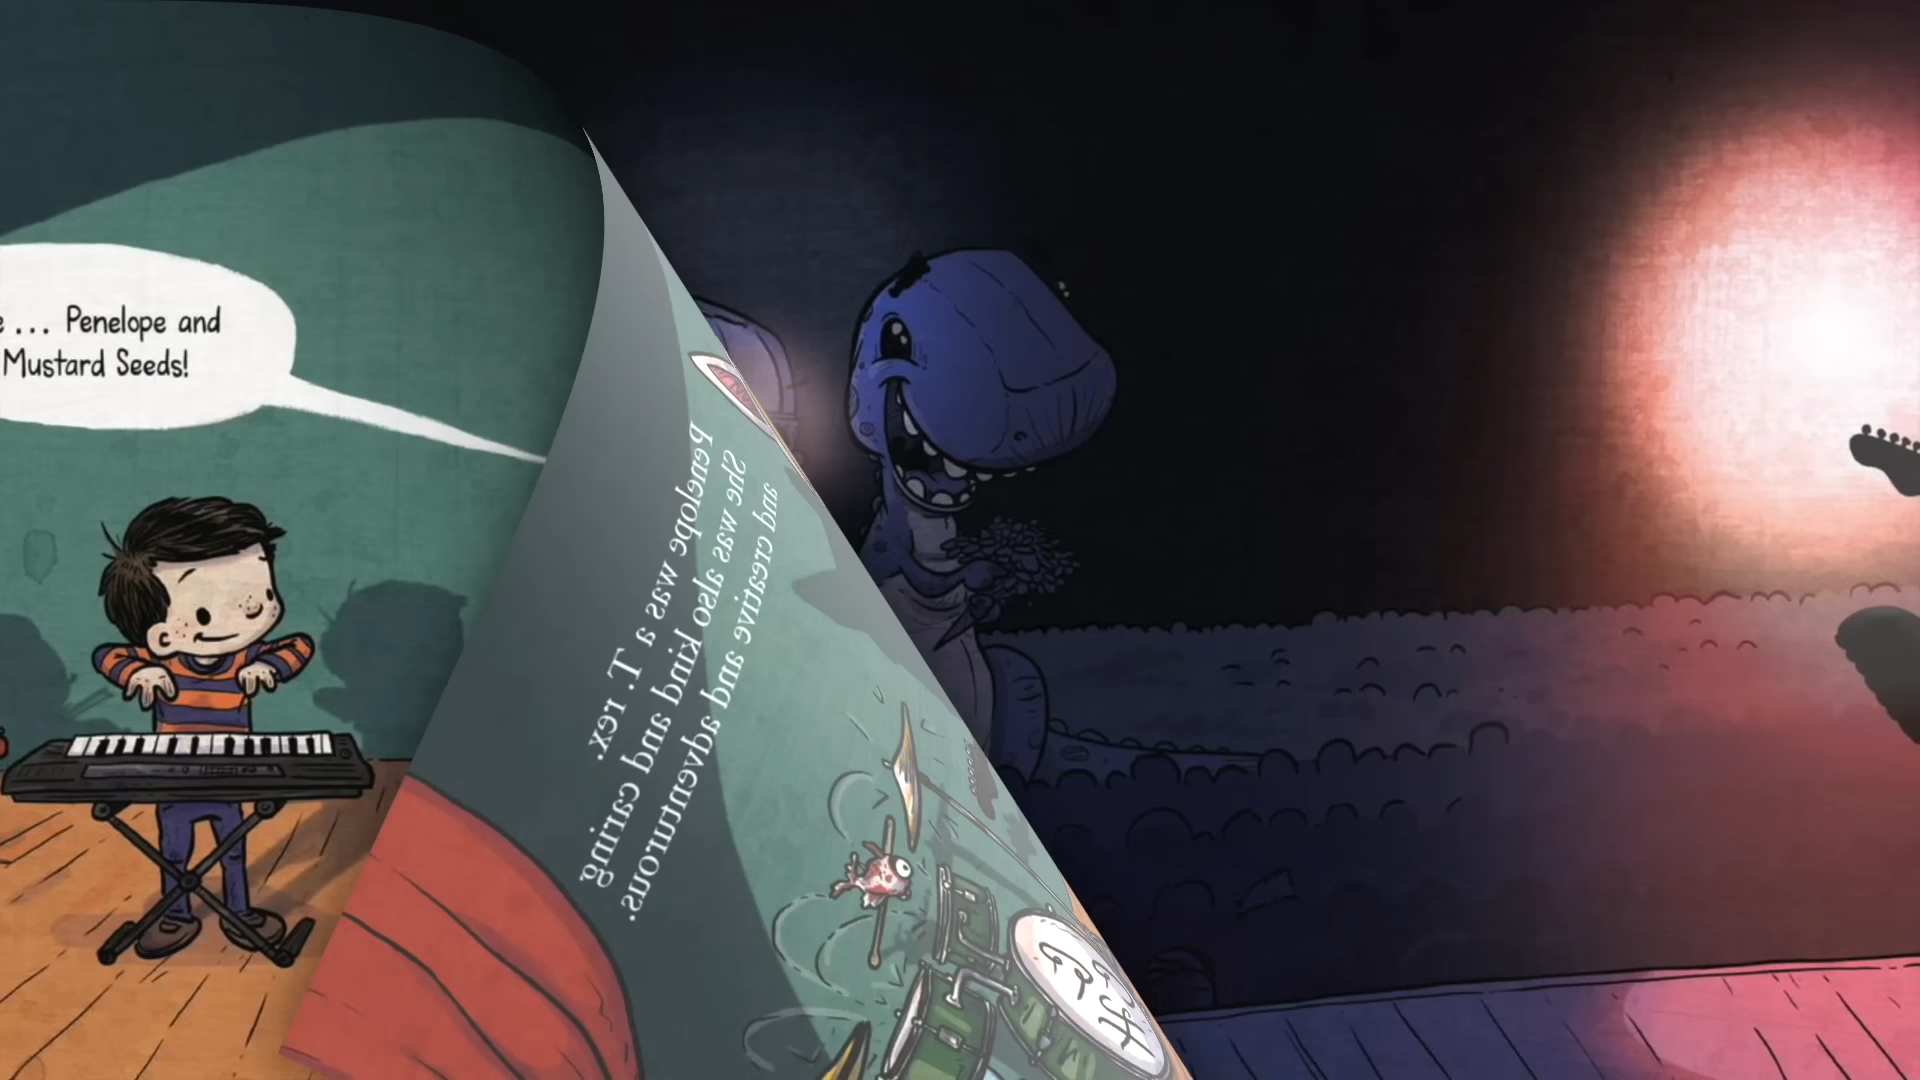 e ... Penelope and
Mustard Seeds!
Penelope was a T. rex.
She was also kind and caring
and creative and adventurous.